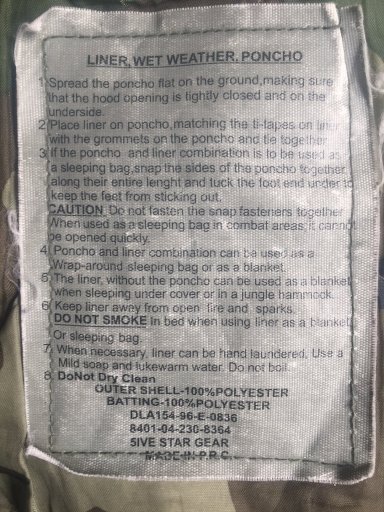 LINER, WET WEATHER, PONCHO
1 Spread the poncho flat on the ground,making sure
that the hood opening is tightly closed and on the
underside.
2 Place liner on poncho,matching the ti-tapes on liner
with the grommets on the poncho and tie together
3 if the poncho and liner combination is to be used as
a sleeping bag,snap the sides of the poncho together
along their entire lenght and tuck the foot end under to
keep the feet from sticking out.
CAUTION Do not fasten the snap fasteners together
When used as a sleeping bag in combat areas, it cannot
be opened quickly.
4 Poncho and liner combination can be used as a
Wrap-around sleeping bag or as a blanket.
5 The liner, without the poncho can be used as a blanket
when sleeping under cover or in a jungle hammock.
6 Keep liner away from open fire and sparks.
DO NOT SMOKE In bed when using liner as a blanket
Or sleeping bag.
7 When necessary, liner can be hand laundered. Use a
Mild soap and lukewarm water. Do not boil.
8. DoNot Dry Clean
OUTER SHELL-100%POLYESTER
BATTING-100%POLYESTER
DLA154-96-E-0836
8401-04-230-8364
5IVE STAR GEAR
MADE IN P.R.C.